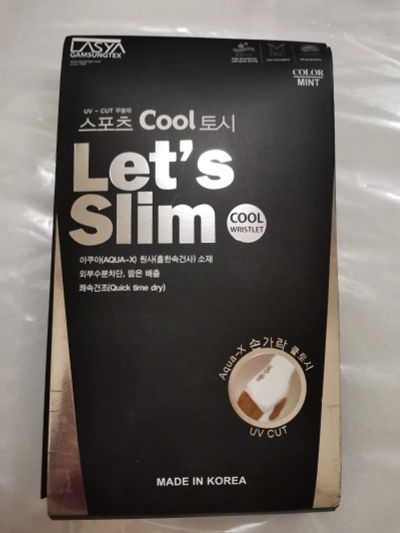 LASYA
GAMSUNGTEX
COLOR
MINT
UV - CUT 무봉제
스포츠 Cool 토시
Let's
Slim
COOL
WRISTLET
아쿠아(AQUA-X) 원사(흡한속건사) 소재
외부수분차단, 땀은 배출
쾌속건조(Quick time dry)
Aqua-X 손가락 쿨토시
UV CUT
MADE IN KOREA